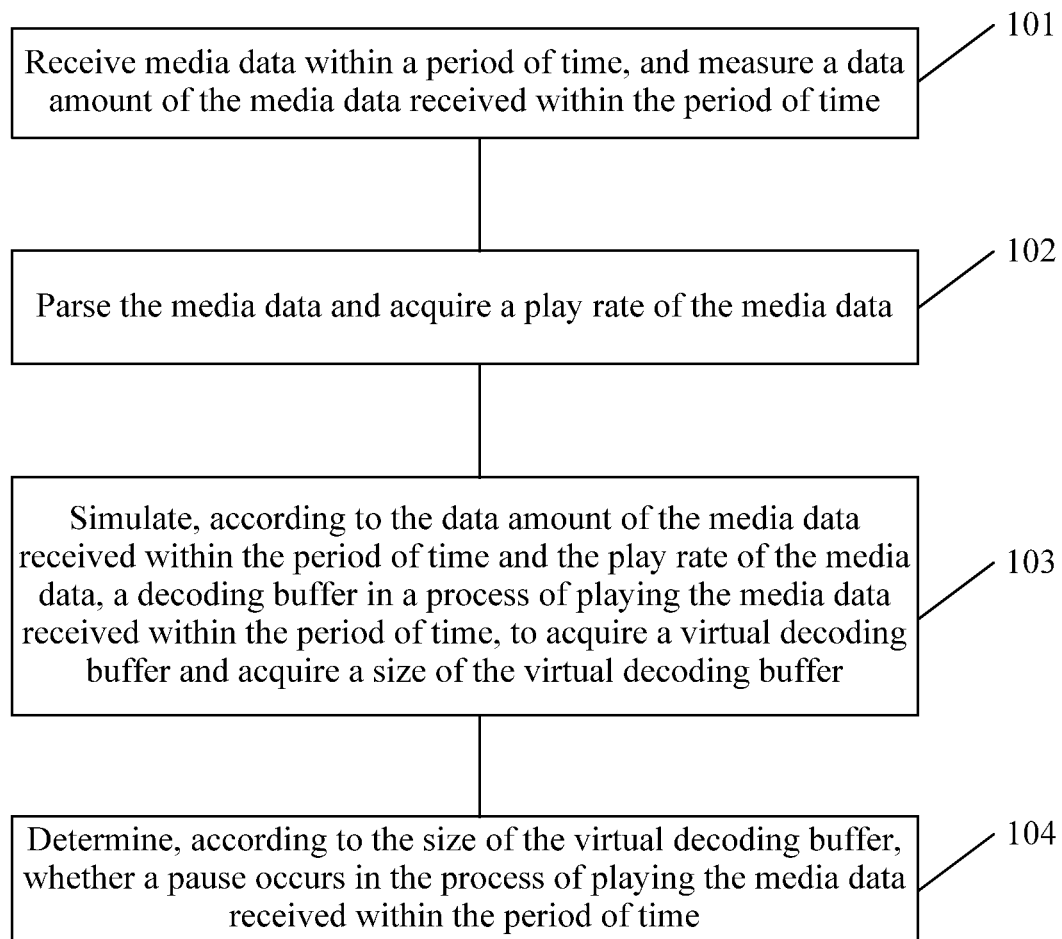 101
Receive media data within a period of time, and measure a data
amount of the media data received within the period of time
102
Parse the media data and acquire a play rate of the media data
Simulate, according to the data amount of the media data
received within the period of time and the play rate of the media
data, a decoding buffer in a process of playing the media data
received within the period of time, to acquire a virtual decoding
buffer and acquire a size of the virtual decoding buffer
103
Determine, according to the size of the virtual decoding buffer,
whether a pause occurs in the process of playing the media data
received within the period of time
104